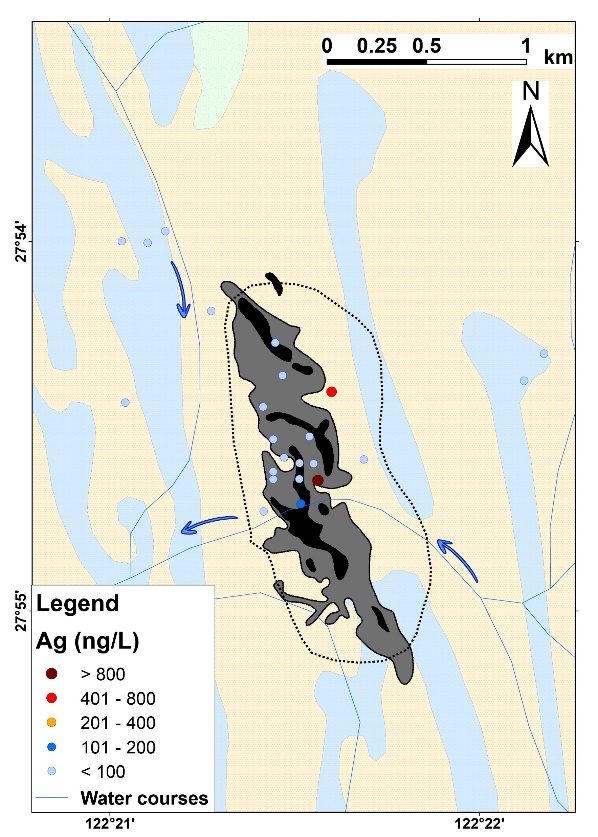 0 0.25 0.5 1
km
N
27°54'
27°55'
Legend
Ag (ng/L)
> 800
401 - 800
201 - 400
101 - 200
< 100
Water courses
122°21'
122°22'